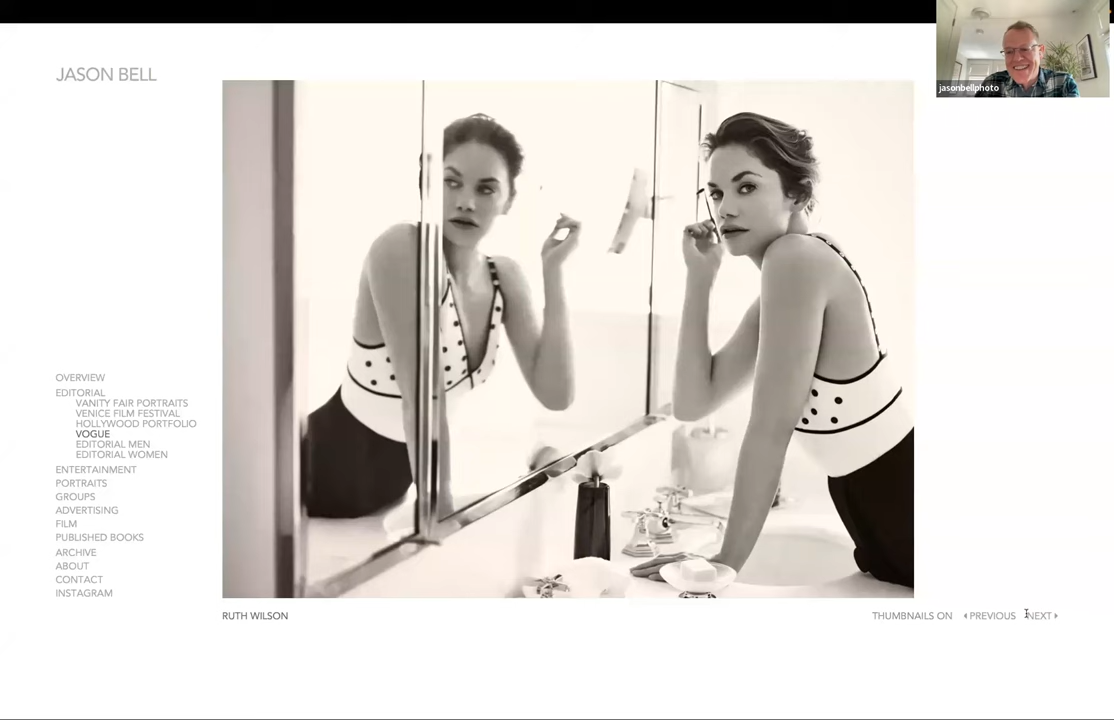 jasonbellphoto
JASON BELL
OVERVIEW
EDITORIAL
VANITY FAIR PORTRAITS
VENICE FILM FESTIVAL
HOLLYWOOD PORTFOLIO
VOGUE
EDITORIAL MEN
EDITORIAL WOMEN
ENTERTAINMENT
PORTRAITS
GROUPS
ADVERTISING
FILM
PUBLISHED BOOKS
ARCHIVE
ABOUT
CONTACT
INSTAGRAM
RUTH WILSON
THUMBNAILS ON PREVIOUS NEXT